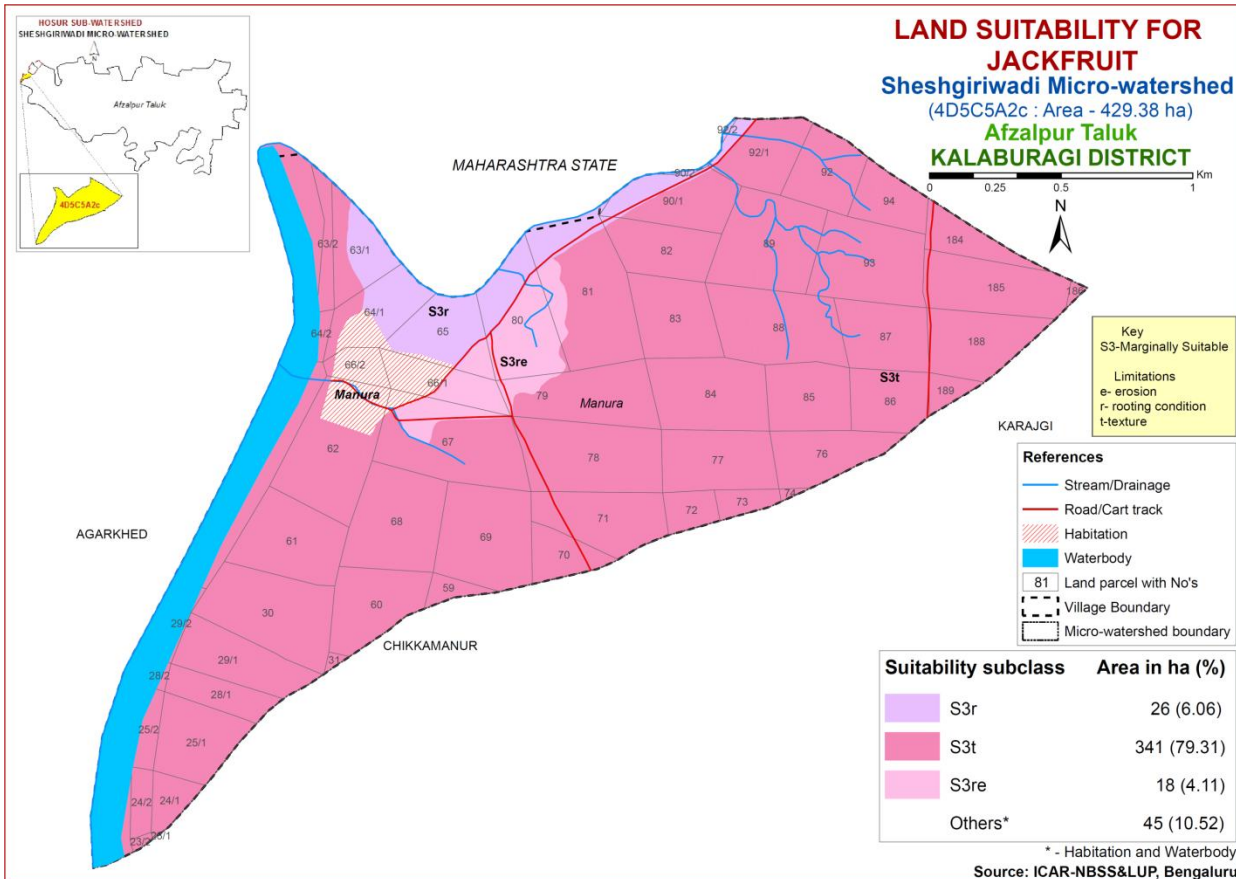 HOSUR SUB-WATERSHED
SHESHGIRIWADI MICRO-WATERSHED
N
Afzalpur Taluk
4D5C5A2c
LAND SUITABILITY FOR
JACKFRUIT
Sheshgiriwadi Micro-watershed
(4D5C5A2c : Area - 429.38 ha)
Afzalpur Taluk
KALABURAGI DISTRICT
Km
0 0.25 0.5 1
N
MAHARASHTRA STATE
92/2
92/1
92
90/2
90/1
94
63/2
63/1
82
89
93
184
185
186
64/2
64/1
65
S3r
80
81
83
88
87
188
66/2
66/1
S3re
S3t
Manura
79
Manura
84
85
86
189
62
67
78
77
76
KARAJGI
74
73
72
71
68
69
70
61
AGARKHED
59
60
30
CHIKKAMANUR
31
29/2
29/1
28/2
28/1
25/2
25/1
24/2
24/1
23/2
Key
S3-Marginally Suitable
Limitations
e- erosion
r- rooting condition
t-texture
References
Stream/Drainage
Road/Cart track
Habitation
Waterbody
81 Land parcel with No's
Village Boundary
Micro-watershed boundary
Suitability subclass Area in ha (%)
S3r 26 (6.06)
S3t 341 (79.31)
S3re 18 (4.11)
Others* 45 (10.52)
* - Habitation and Waterbody
Source: ICAR-NBSS&LUP, Bengaluru